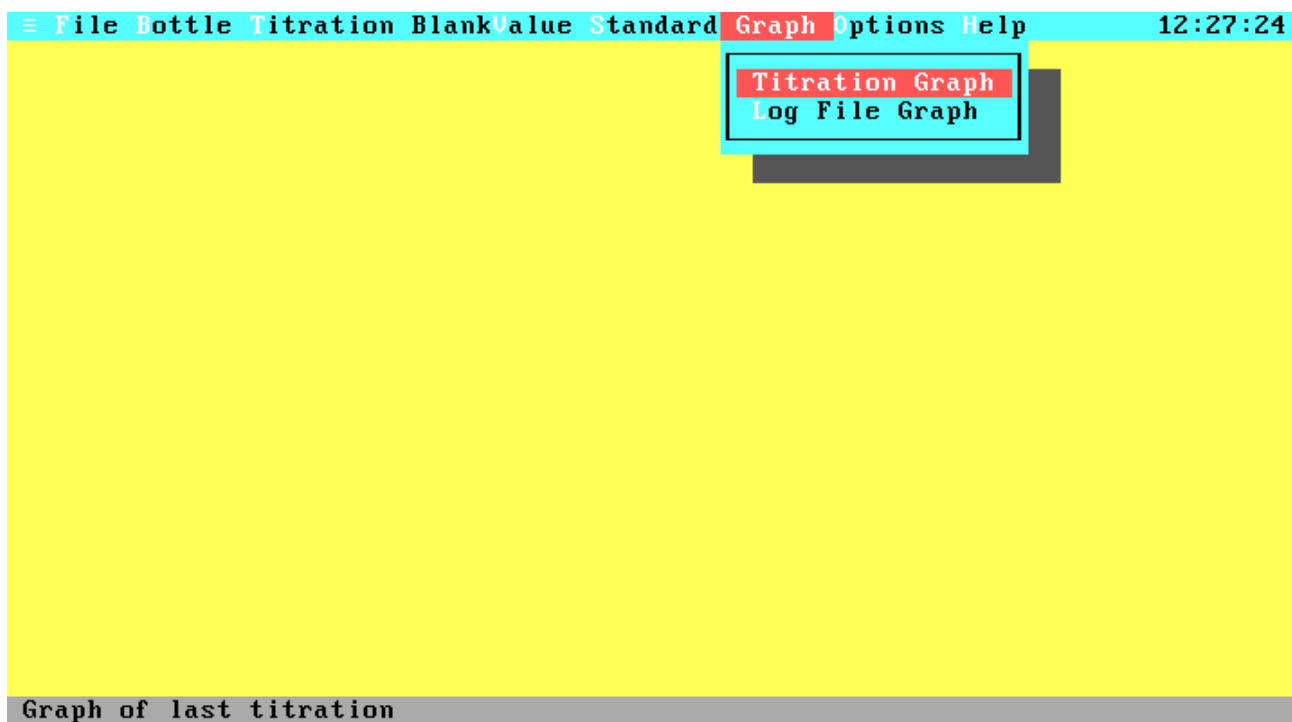 ≡ File Bottle Titration BlankValue Standard Graph Options Help 12:27:24
Titration Graph
Log File Graph
Graph of last titration